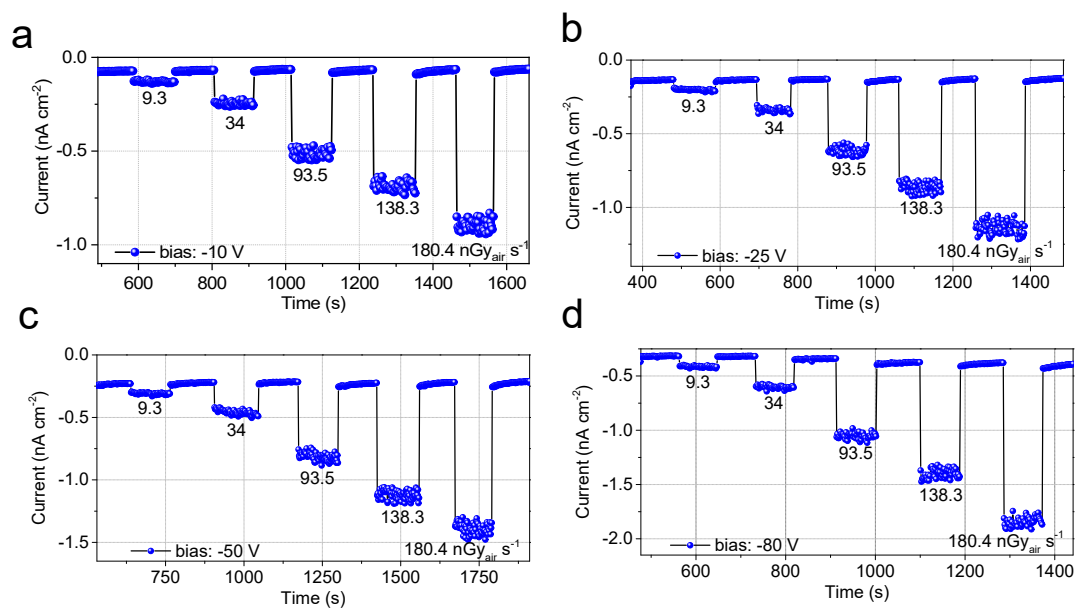 a
0.0
-0.5
-1.0
Current (nA cm⁻²)
9.3
34
93.5
138.3
180.4 nGyair s⁻¹
bias: -10 V
600 800 1000 1200 1400 1600
Time (s)
b
0.0
-0.5
-1.0
Current (nA cm⁻²)
9.3
34
93.5
138.3
180.4 nGyair s⁻¹
bias: -25 V
400 600 800 1000 1200 1400
Time (s)
c
0.0
-0.5
-1.0
-1.5
Current (nA cm⁻²)
9.3
34
93.5
138.3
180.4 nGyair s⁻¹
bias: -50 V
750 1000 1250 1500 1750
Time (s)
d
-0.5
-1.0
-1.5
-2.0
Current (nA cm⁻²)
9.3
34
93.5
138.3
180.4 nGyair s⁻¹
bias: -80 V
600 800 1000 1200 1400
Time (s)